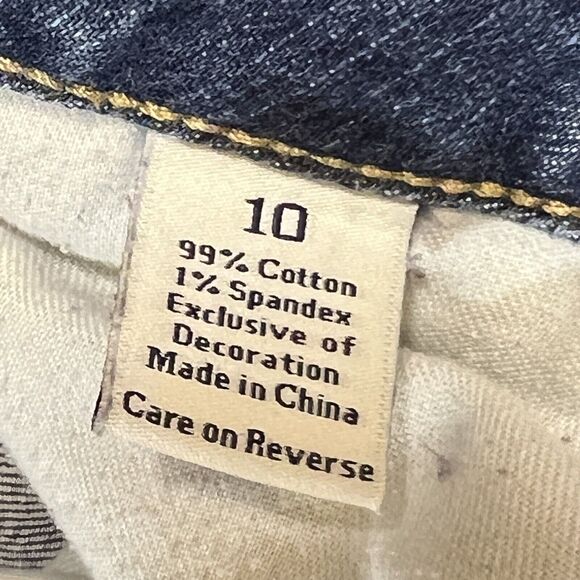 10
99% Cotton
1% Spandex
Exclusive of
Decoration
Made in China
Care on Reverse